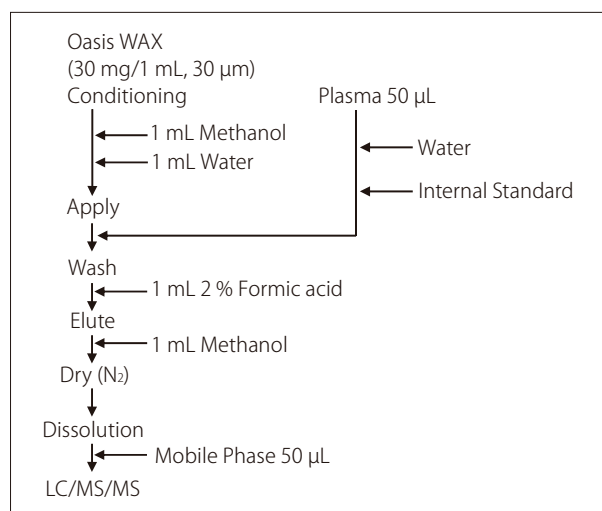 Oasis WAX
(30 mg/1 mL, 30 μm)
Conditioning
Plasma 50 μL
1 mL Methanol
1 mL Water
Water
Internal Standard
Apply
Wash
1 mL 2 % Formic acid
Elute
1 mL Methanol
Dry (N₂)
Dissolution
Mobile Phase 50 μL
LC/MS/MS